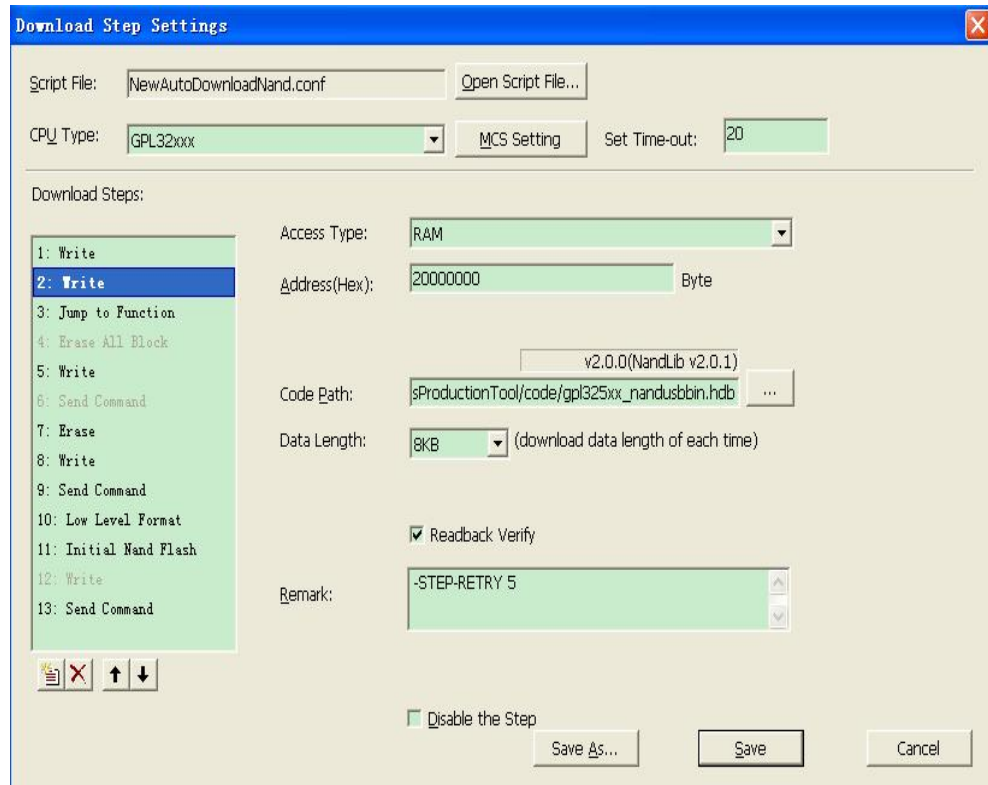 Download Step Settings
Script File: NewAutoDownloadNand.conf Open Script File...
CPU Type: GPL32xxx MCS Setting Set Time-out: 20
Download Steps:
1: Write
2: Write
3: Jump to Function
4: Erase All Block
5: Write
6: Send Command
7: Erase
8: Write
9: Send Command
10: Low Level Format
11: Initial Nand Flash
12: Write
13: Send Command
Access Type: RAM
Address(Hex): 20000000 Byte
v2.0.0(NandLib v2.0.1)
Code Path: sProductionTool/code/gpl325xx_nandusbbin.hdb ...
Data Length: 8KB (download data length of each time)
Readback Verify
Remark: -STEP-RETRY 5
Disable the Step
Save As... Save Cancel